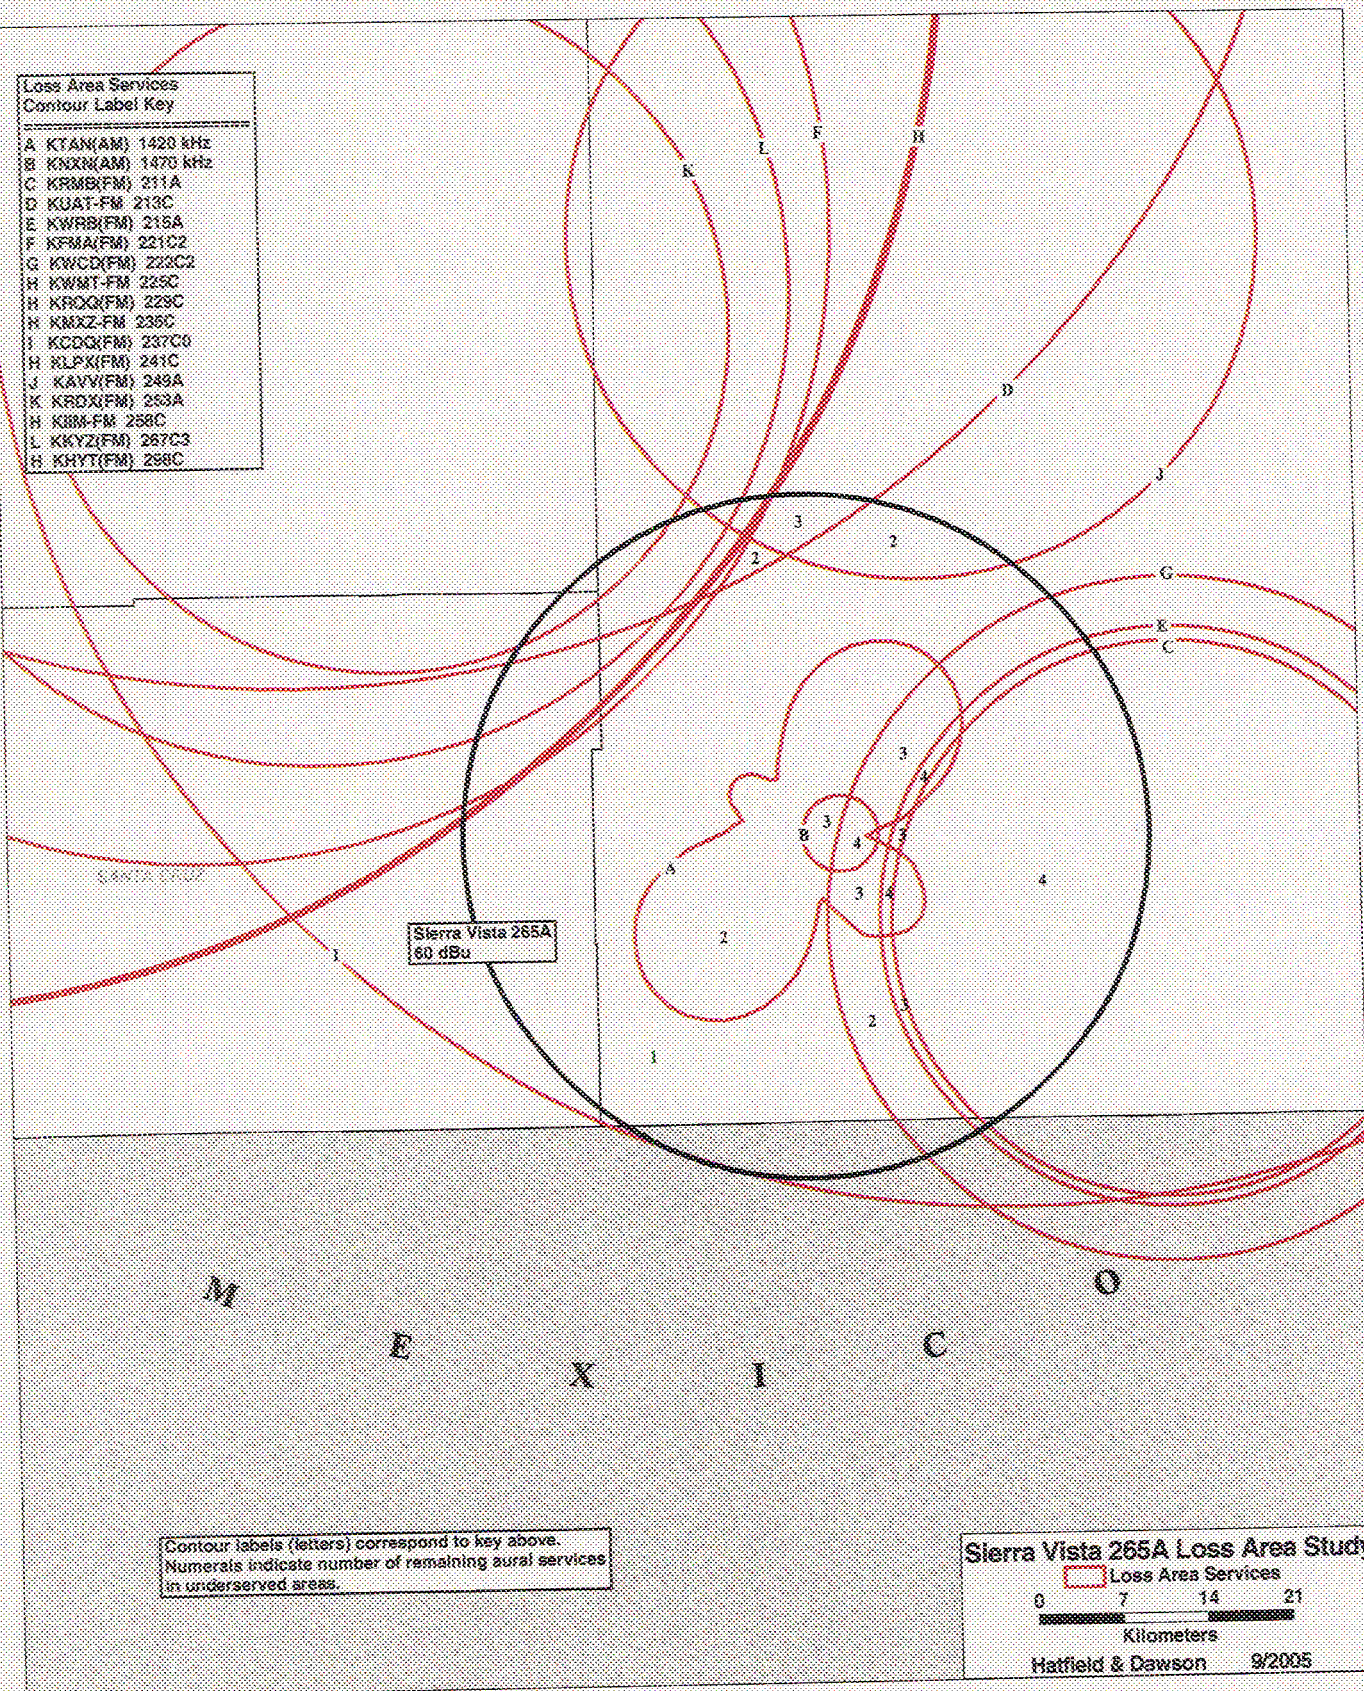 Loss Area Services
Contour Label Key
A KTAN(AM) 1420 kHz
B KNXN(AM) 1470 kHz
C KRMB(FM) 211A
D KUAT-FM 213C
E KWRB(FM) 215A
F KFMA(FM) 221C2
G KWCD(FM) 222C2
H KWMT-FM 225C
H KRQQ(FM) 229C
H KMXZ-FM 235C
I KCDQ(FM) 237C0
H KLPX(FM) 241C
J KAVV(FM) 249A
K KRDX(FM) 253A
H KIIM-FM 258C
L KKYZ(FM) 267C3
H KHYT(FM) 298C
F
H
L
K
D
J
3
2
2
G
E
C
3
4
3
B
4
3
A
4
3
4
2
SANTA CRUZ
Sierra Vista 265A
60 dBu
I
3
2
1
M
E
X
I
C
O
Contour labels (letters) correspond to key above.
Numerals indicate number of remaining aural services
in underserved areas.
Sierra Vista 265A Loss Area Study
Loss Area Services
0 7 14 21
Kilometers
Hatfield & Dawson 9/2005